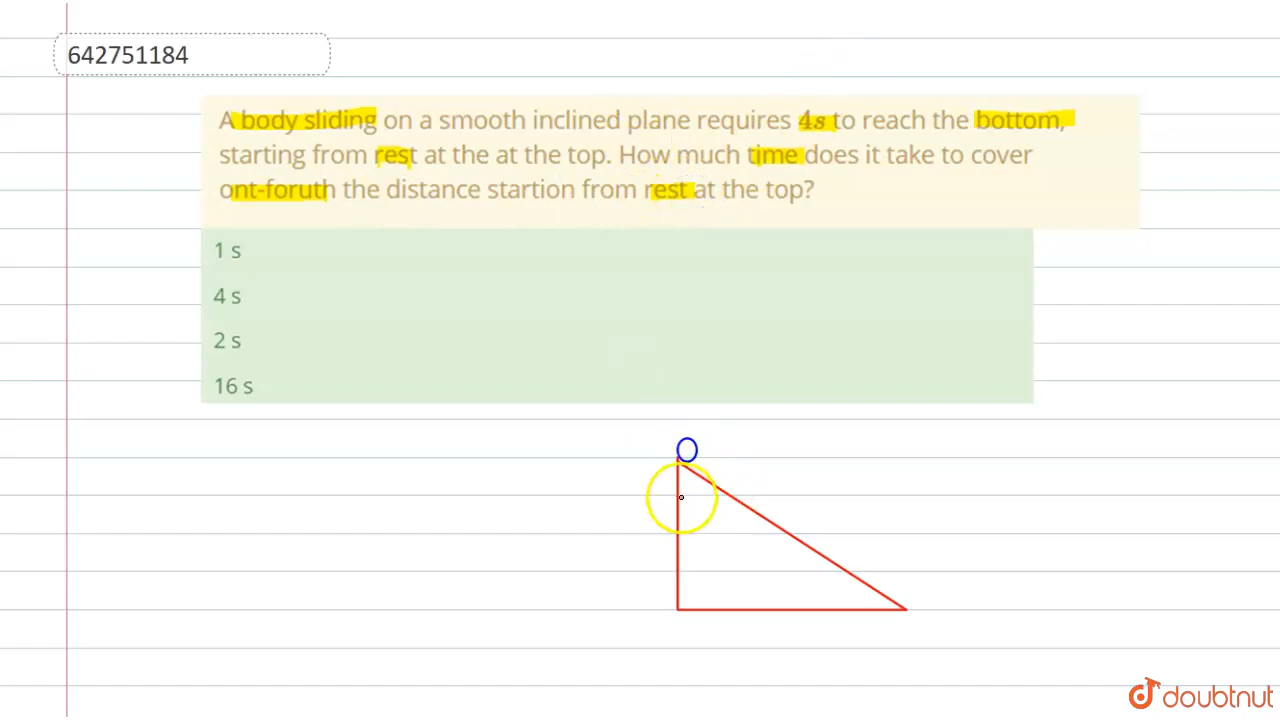 642751184
A body sliding on a smooth inclined plane requires 4s to reach the bottom,
starting from rest at the at the top. How much time does it take to cover
ont-foruth the distance startion from rest at the top?
1 s
4 s
2 s
16 s
doubtnut